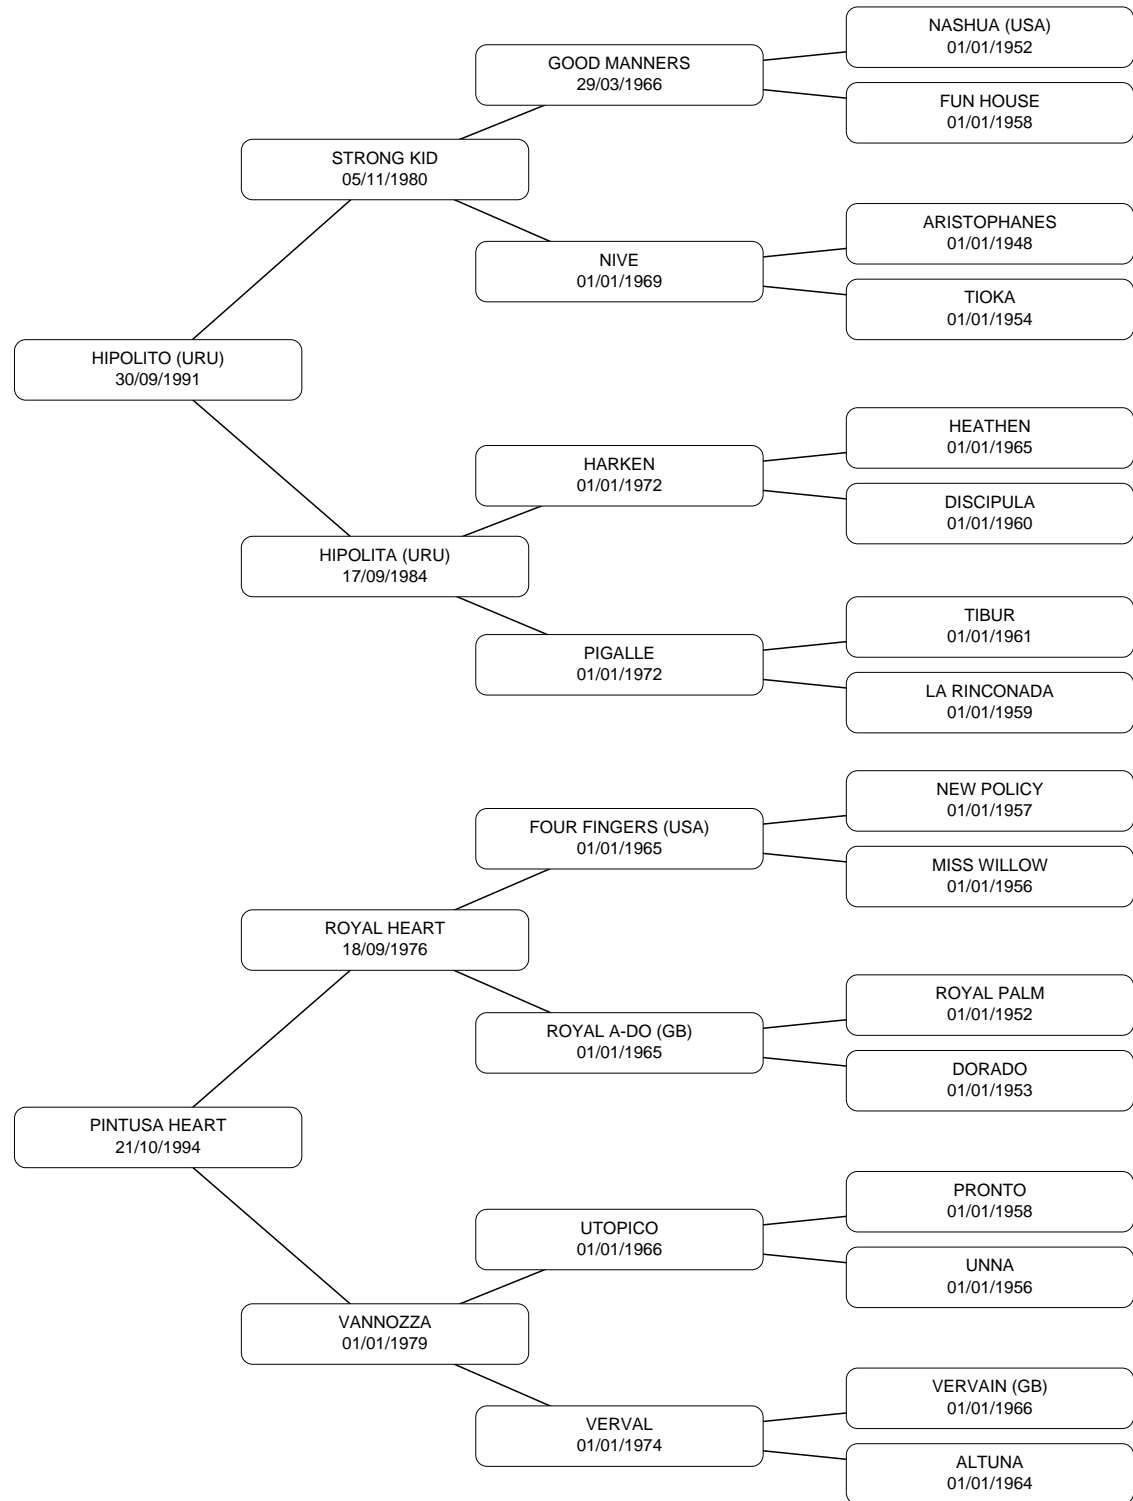 NASHUA (USA)
01/01/1952
GOOD MANNERS
29/03/1966
FUN HOUSE
01/01/1958
STRONG KID
05/11/1980
ARISTOPHANES
01/01/1948
NIVE
01/01/1969
TIOKA
01/01/1954
HIPOLITO (URU)
30/09/1991
HEATHEN
01/01/1965
HARKEN
01/01/1972
DISCIPULA
01/01/1960
HIPOLITA (URU)
17/09/1984
TIBUR
01/01/1961
PIGALLE
01/01/1972
LA RINCONADA
01/01/1959
NEW POLICY
01/01/1957
FOUR FINGERS (USA)
01/01/1965
MISS WILLOW
01/01/1956
ROYAL HEART
18/09/1976
ROYAL PALM
01/01/1952
ROYAL A-DO (GB)
01/01/1965
DORADO
01/01/1953
PINTUSA HEART
21/10/1994
PRONTO
01/01/1958
UTOPICO
01/01/1966
UNNA
01/01/1956
VANNOZZA
01/01/1979
VERVAIN (GB)
01/01/1966
VERVAL
01/01/1974
ALTUNA
01/01/1964